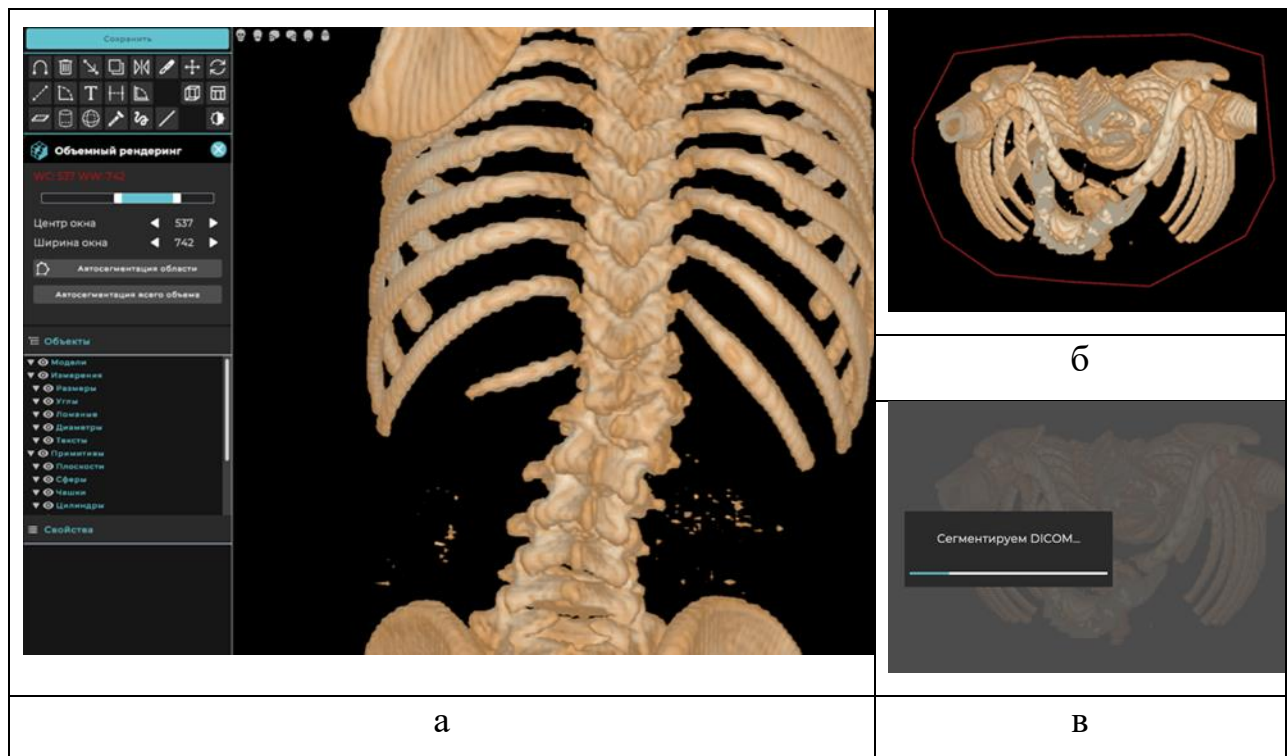 Сохранить
T
Объемный рендеринг
WC: 537 WW: 742
Центр окна 537
Ширина окна 742
Автосегментация области
Автосегментация всего объема
Объекты
Модели
Измерения
Размеры
Углы
Ломаные
Диаметры
Тексты
Примитивы
Плоскости
Сферы
Чашки
Цилиндры
Свойства
а
б
Сегментируем DICOM...
в